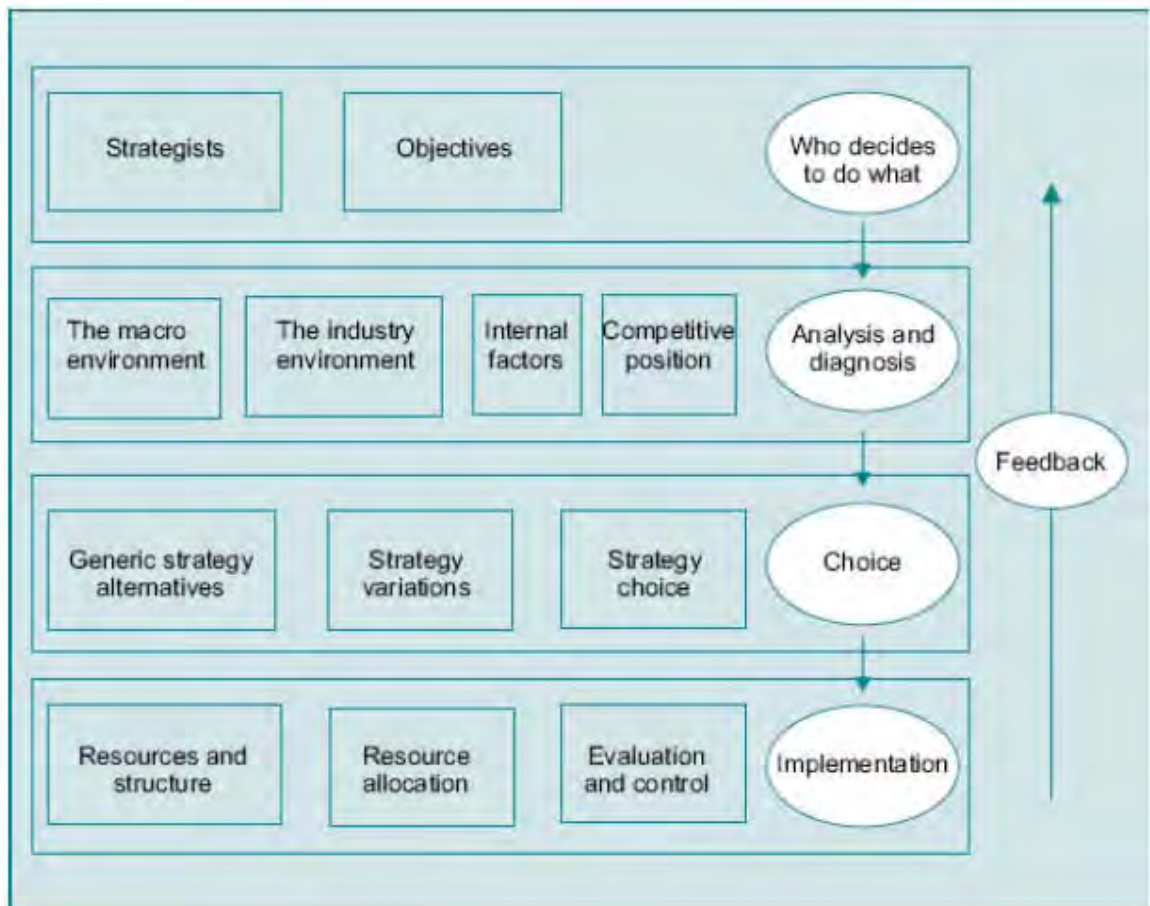 Strategists
Objectives
Who decides
to do what
The macro
environment
The industry
environment
Internal
factors
Competitive
position
Analysis and
diagnosis
Feedback
Generic strategy
alternatives
Strategy
variations
Strategy
choice
Choice
Resources and
structure
Resource
allocation
Evaluation
and control
Implementation